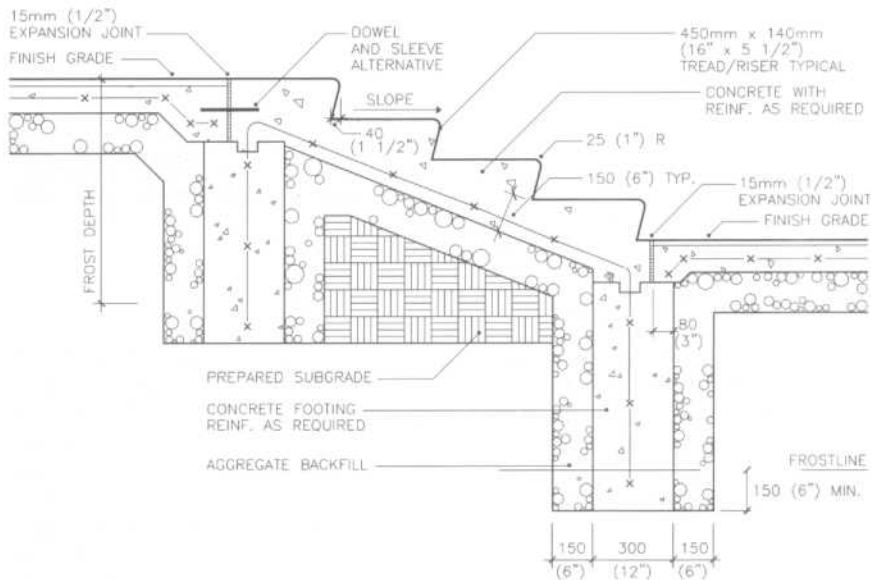 15mm (1/2")
EXPANSION JOINT
FINISH GRADE
DOWEL
AND SLEEVE
ALTERNATIVE
450mm x 140mm
(16" x 5 1/2")
TREAD/RISER TYPICAL
SLOPE
CONCRETE WITH
REINF. AS REQUIRED
40
(1 1/2")
25 (1") R
150 (6") TYP.
15mm (1/2")
EXPANSION JOINT
FINISH GRADE
FROST DEPTH
80
(3")
PREPARED SUBGRADE
CONCRETE FOOTING
REINF. AS REQUIRED
AGGREGATE BACKFILL
FROSTLINE
150 (6") MIN.
150 300 150
(6") (12") (6")